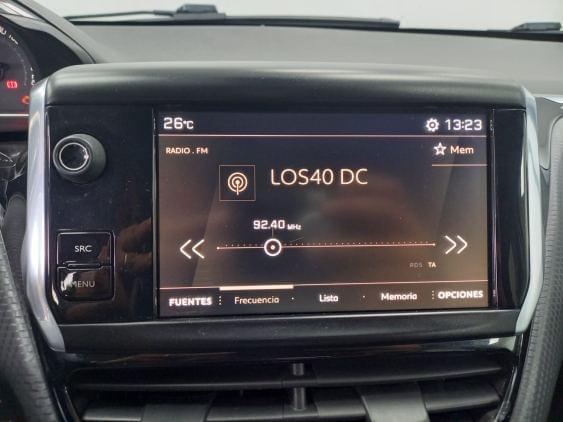 26°C 13:23
RADIO . FM Mem
LOS40 DC
92.40 MHz
RDS TA
FUENTES Frecuencia Lista Memoria OPCIONES
SRC
MENU